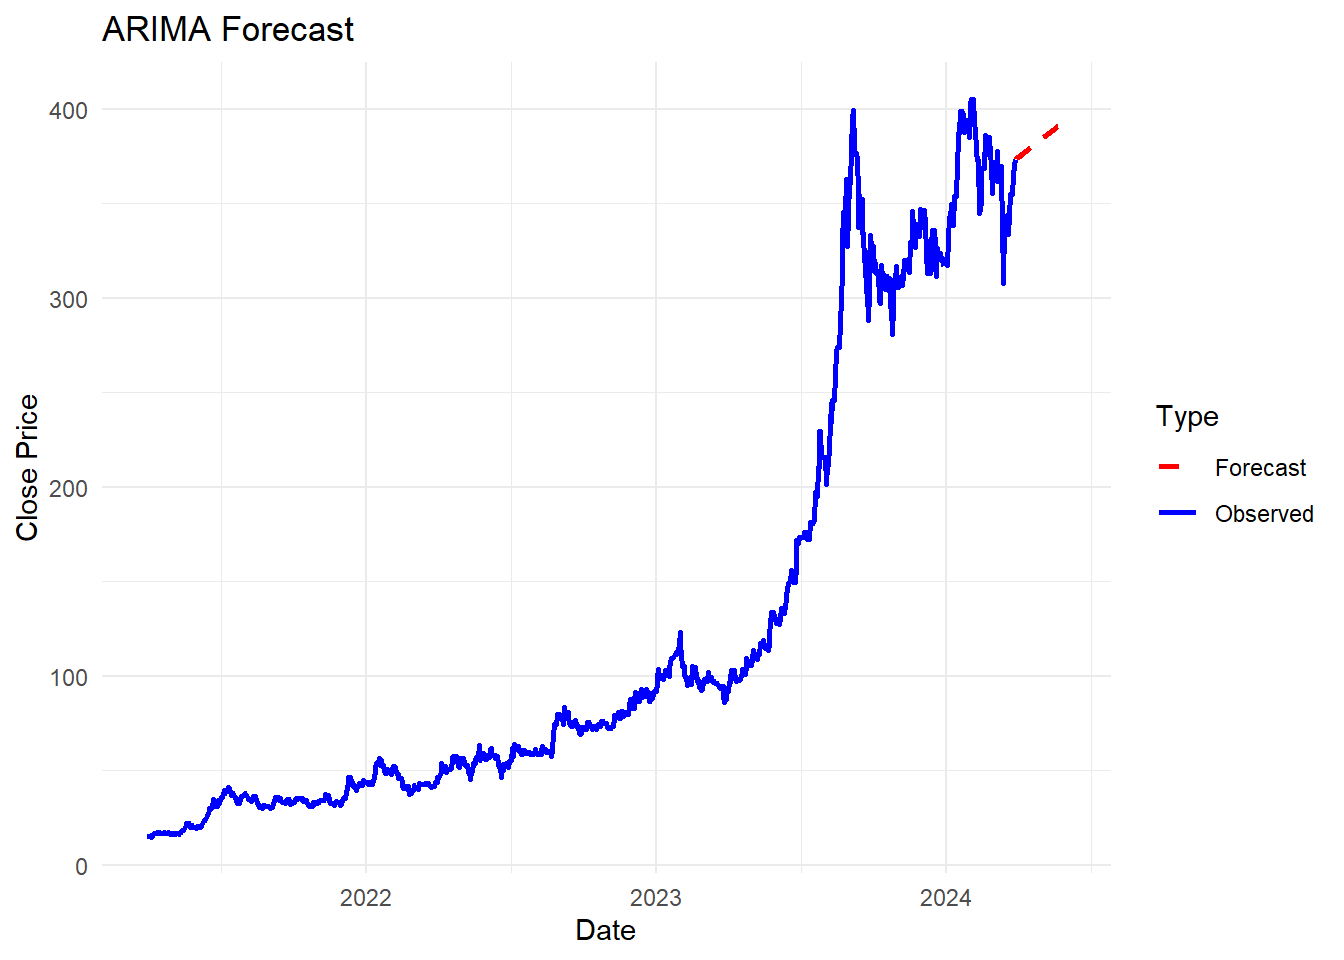 ARIMA Forecast
400
300
200
100
0
Close Price
2022
2023
2024
Date
Type
Forecast
Observed